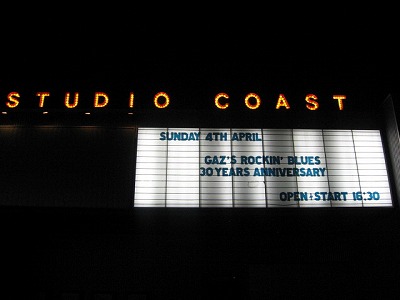 STUDIO COAST
SUNDAY 4TH APRIL
GAZ'S ROCKIN' BLUES
30 YEARS ANNIVERSARY
OPEN+START 16:30